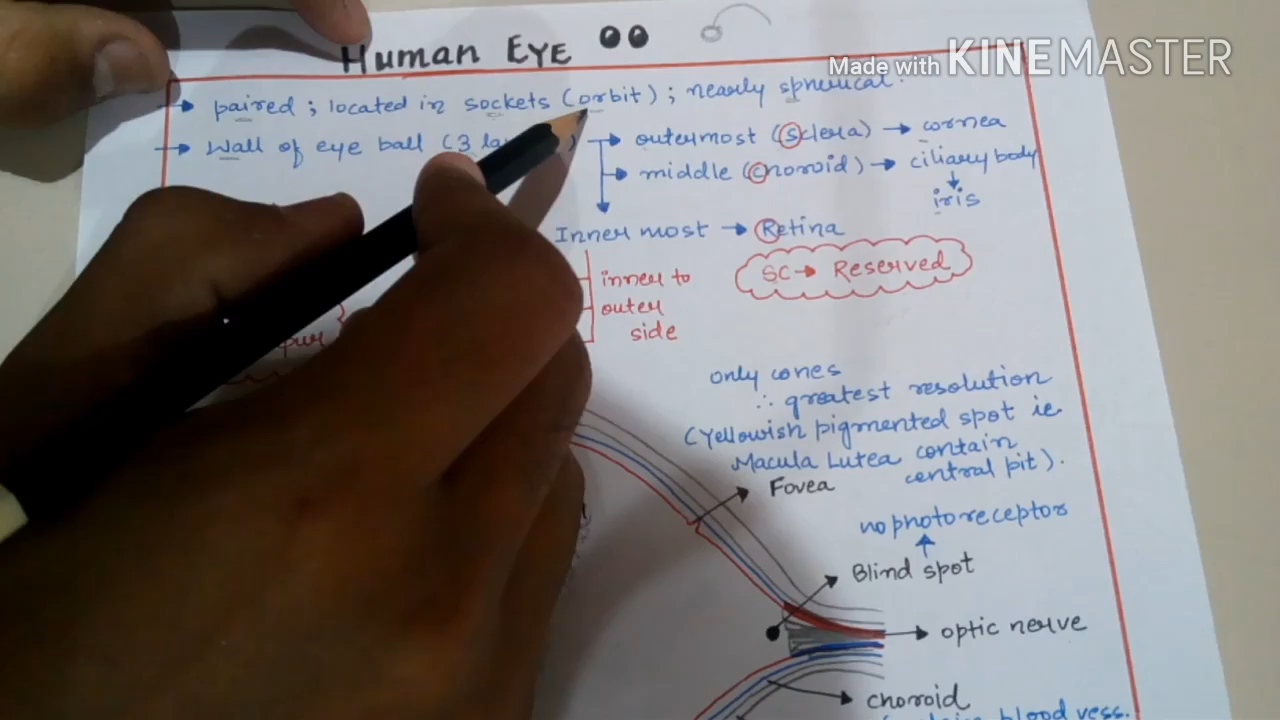 Human EYE
Made with KINEMASTER
→ paired ; located in sockets (orbit) ; nearly spherical.
→ Wall of eye ball (3 → outermost (sclera) → cornea
→ middle (choroid) → ciliary body
iris
Inner most → Retina
SC → Reserved
inner to
outer
side
only cones
∴ greatest resolution
(Yellowish pigmented spot ie.
Macula Lutea contain
central pit).
Fovea
no photoreceptor
Blind spot
optic nerve
choroid
blood vess.